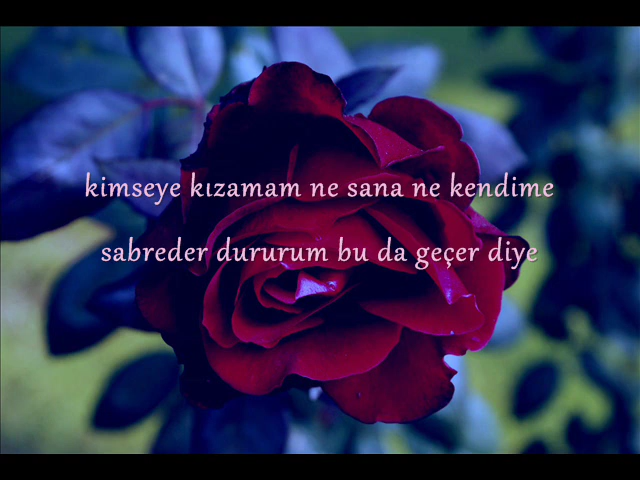 kimseye kızamam ne sana ne kendime
sabreder dururum bu da geçer diye